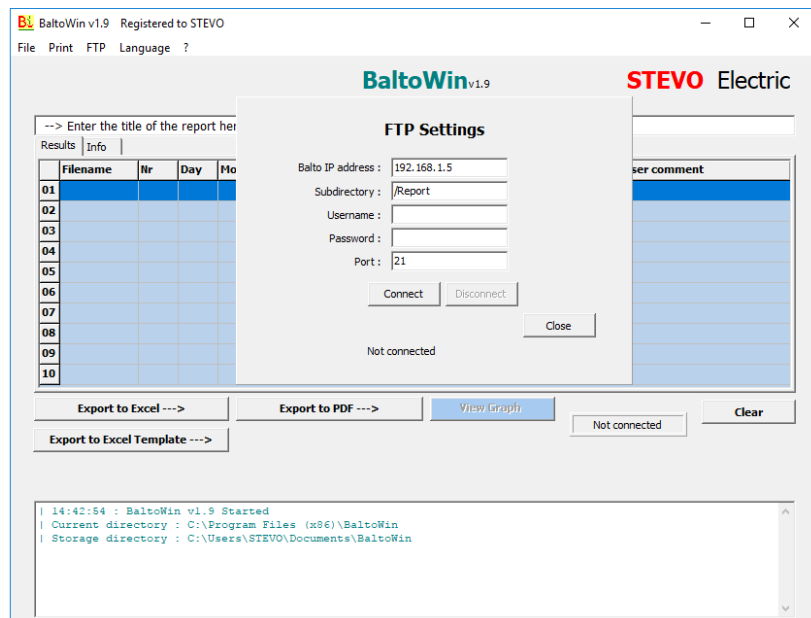 BaltoWin v1.9 Registered to STEVO
File Print FTP Language ?
BaltoWin v1.9
STEVO Electric
--> Enter the title of the report her
Results Info
Filename Nr Day Mo
ser comment
01
02
03
04
05
06
07
08
09
10
FTP Settings
Balto IP address : 192.168.1.5
Subdirectory : /Report
Username :
Password :
Port : 21
Connect Disconnect
Close
Not connected
Export to Excel ---> Export to PDF ---> View Graph Not connected Clear
Export to Excel Template --->
| 14:42:54 : BaltoWin v1.9 Started
| Current directory : C:\Program Files (x86)\BaltoWin
| Storage directory : C:\Users\STEVO\Documents\BaltoWin